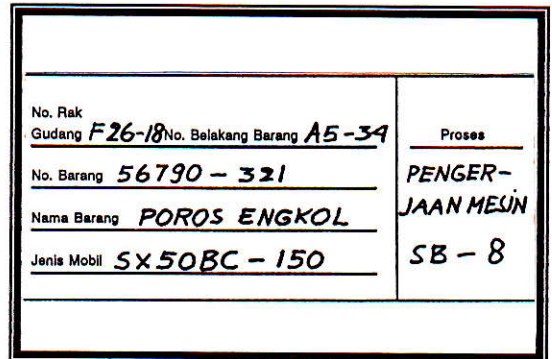 No. Rak
Gudang F26-18 No. Belakang Barang A5-34
No. Barang 56790 - 321
Nama Barang POROS ENGKOL
Jenis Mobil SX50BC - 150
Proses
PENGER-
JAAN MESIN
SB - 8